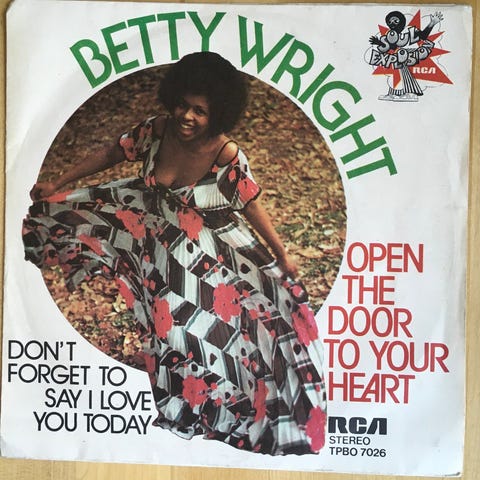 BETTY WRIGHT
SOUL
EXPLOSION
RCA
OPEN
THE
DOOR
TO YOUR
HEART
DON'T
FORGET TO
SAY I LOVE
YOU TODAY
RCA
STEREO
TPBO 7026